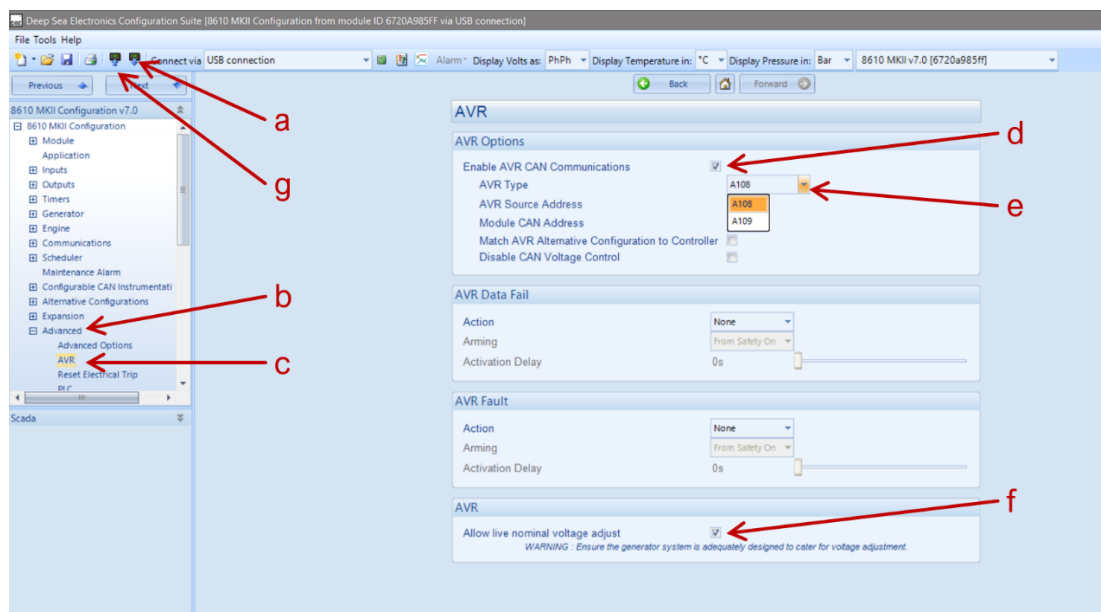 Deep Sea Electronics Configuration Suite [8610 MKII Configuration from module ID 6720A985FF via USB connection]
File Tools Help
Connect via USB connection Alarm Display Volts as: PhPh Display Temperature in: °C Display Pressure in: Bar 8610 MKII v7.0 [6720a985ff]
Previous Next
Back Forward
8610 MKII Configuration v7.0
8610 MKII Configuration
Module
Application
Inputs
Outputs
Timers
Generator
Engine
Communications
Scheduler
Maintenance Alarm
Configurable CAN Instrumentati
Alternative Configurations
Expansion
Advanced
Advanced Options
AVR
Reset Electrical Trip
PLC
Scada
a
g
b
c
AVR
AVR Options
Enable AVR CAN Communications
AVR Type A108
AVR Source Address A108
Module CAN Address A109
Match AVR Alternative Configuration to Controller
Disable CAN Voltage Control
d
e
AVR Data Fail
Action None
Arming From Safety On
Activation Delay 0s
AVR Fault
Action None
Arming From Safety On
Activation Delay 0s
AVR
Allow live nominal voltage adjust
WARNING : Ensure the generator system is adequately designed to cater for voltage adjustment.
f